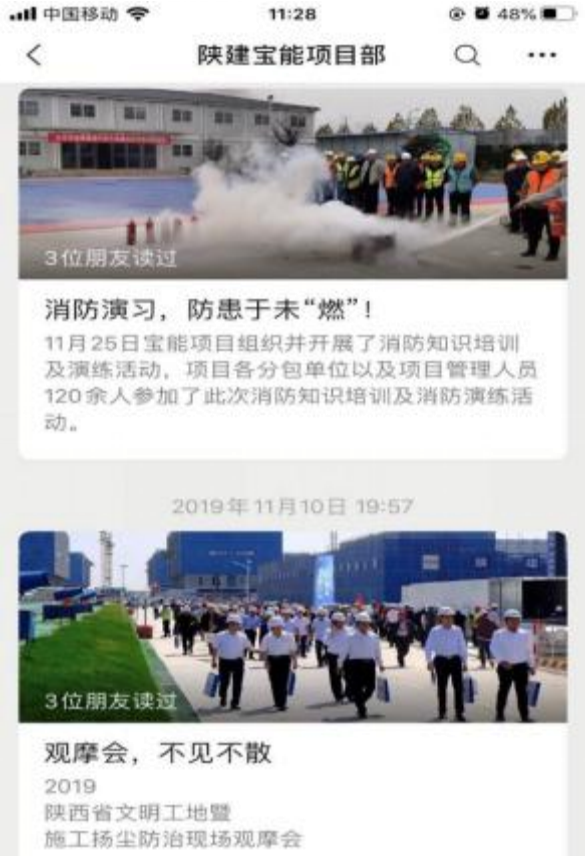 中国移动
11:28
48%
陕建宝能项目部
3位朋友读过
消防演习，防患于未“燃”！
11月25日宝能项目组织并开展了消防知识培训
及演练活动，项目各分包单位以及项目管理人员
120余人参加了此次消防知识培训及消防演练活
动。
2019年11月10日 19:57
3位朋友读过
观摩会，不见不散
2019
陕西省文明工地暨
施工扬尘防治现场观摩会